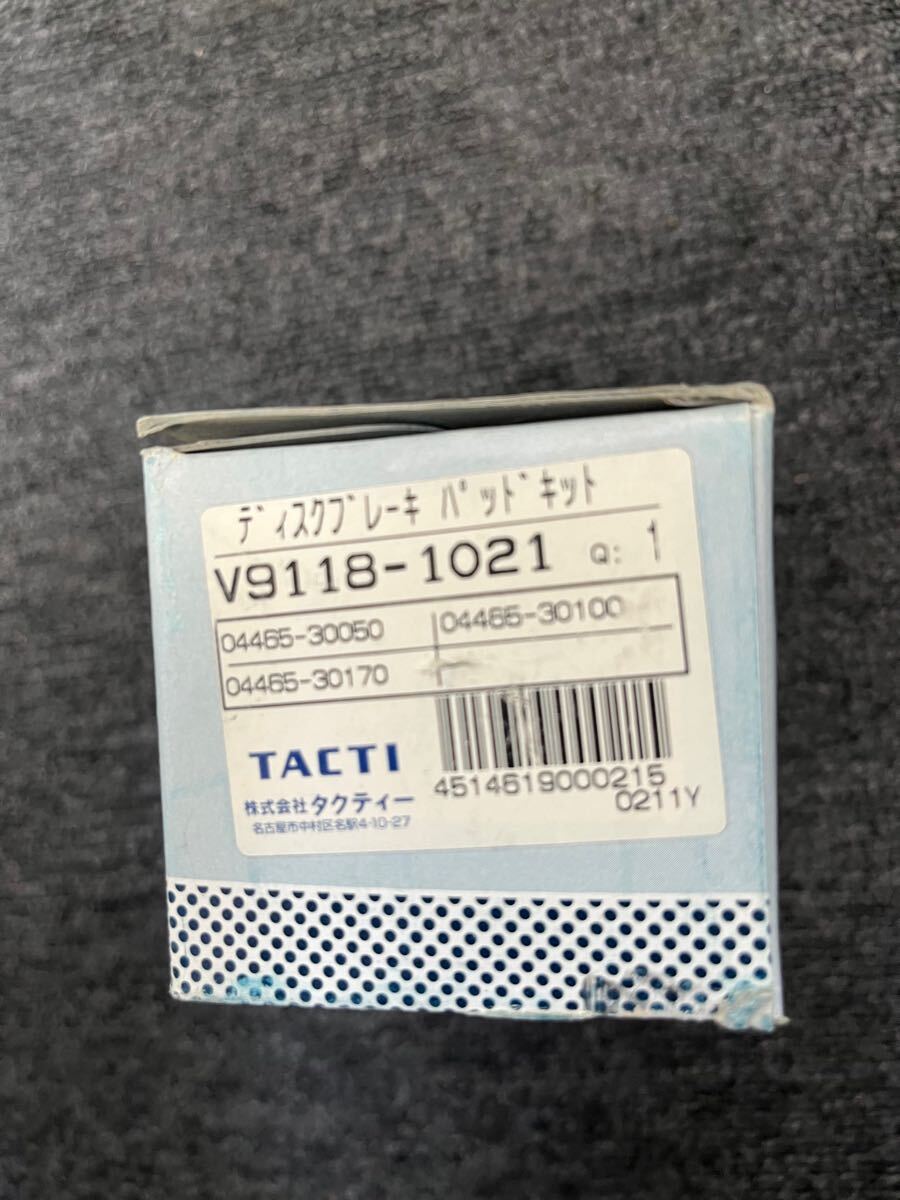 ﾃﾞｨｽｸﾌﾞﾚｰｷ ﾊﾟｯﾄﾞｷｯﾄ
V9118-1021 Q: 1
04465-30050 04465-30100
04465-30170
TACTI
株式会社タクティー
名古屋市中村区名駅4-10-27
4514619000215
0211Y